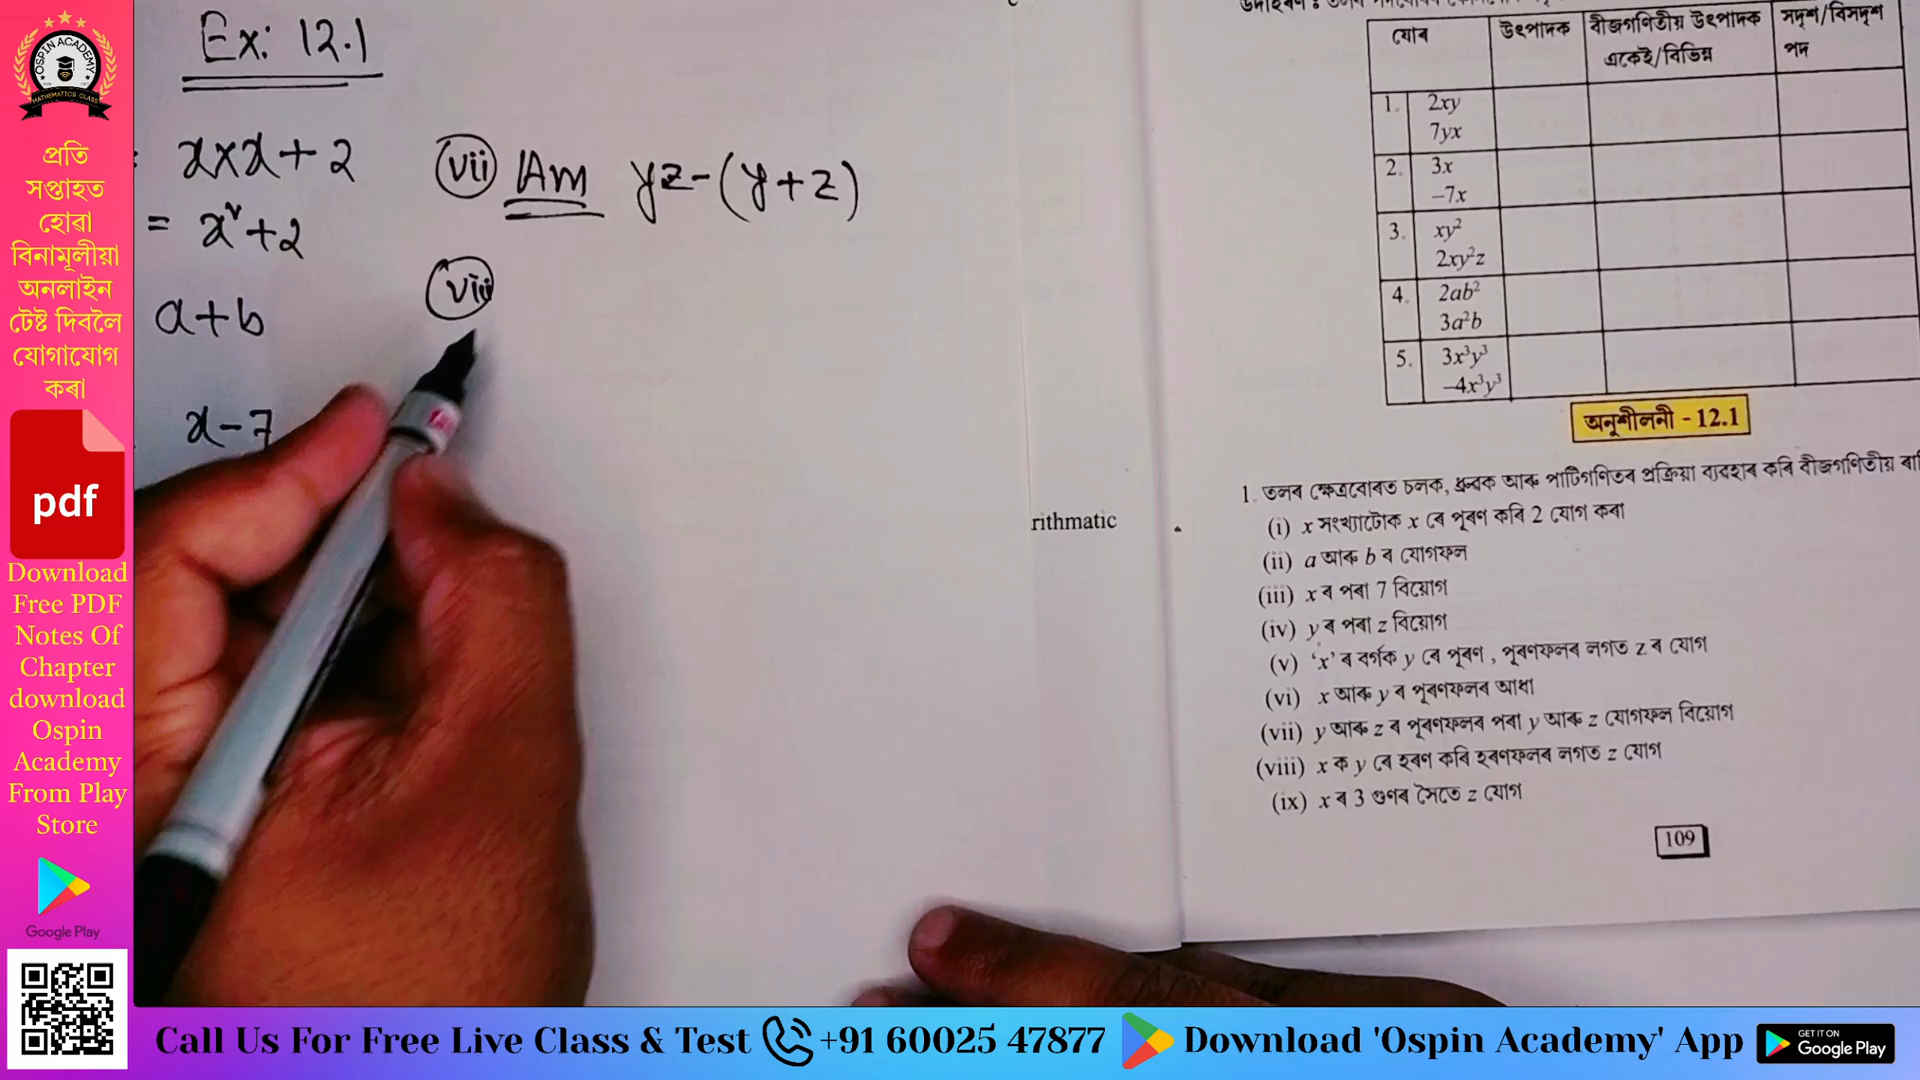 OSPIN ACADEMY
MATHEMATICS CLASS
প্ৰতি
সপ্তাহত
হোৱা
বিনামূলীয়া
অনলাইন
টেষ্ট দিবলৈ
যোগাযোগ
কৰা
pdf
Download
Free PDF
Notes Of
Chapter
download
Ospin
Academy
From Play
Store
Google Play
Ex: 12.1
x×x+2
= x²+2
a+b
x-7
(vii) Ans yz-(y+z)
(viii)
rithmatic
যোৰ উৎপাদক বীজগণিতীয় উৎপাদক একেই/বিভিন্ন সদৃশ/বিসদৃশ পদ
1. 2xy
7yx
2. 3x
–7x
3. xy²
2xy²z
4. 2ab²
3a²b
5. 3x³y³
–4x³y³
অনুশীলনী - 12.1
1. তলৰ ক্ষেত্ৰবোৰত চলক, ধ্ৰুবক আৰু পাটিগণিতৰ প্ৰক্ৰিয়া ব্যৱহাৰ কৰি বীজগণিতীয়
(i) x সংখ্যাটোক x ৰে পূৰণ কৰি 2 যোগ কৰা
(ii) a আৰু b ৰ যোগফল
(iii) x ৰ পৰা 7 বিয়োগ
(iv) y ৰ পৰা z বিয়োগ
(v) ‘x’ ৰ বৰ্গক y ৰে পূৰণ , পূৰণফলৰ লগত z ৰ যোগ
(vi) x আৰু y ৰ পূৰণফলৰ আধা
(vii) y আৰু z ৰ পূৰণফলৰ পৰা y আৰু z যোগফল বিয়োগ
(viii) x ক y ৰে হৰণ কৰি হৰণফলৰ লগত z যোগ
(ix) x ৰ 3 গুণৰ সৈতে z যোগ
109
Call Us For Free Live Class & Test +91 60025 47877 Download 'Ospin Academy' App GET IT ON Google Play